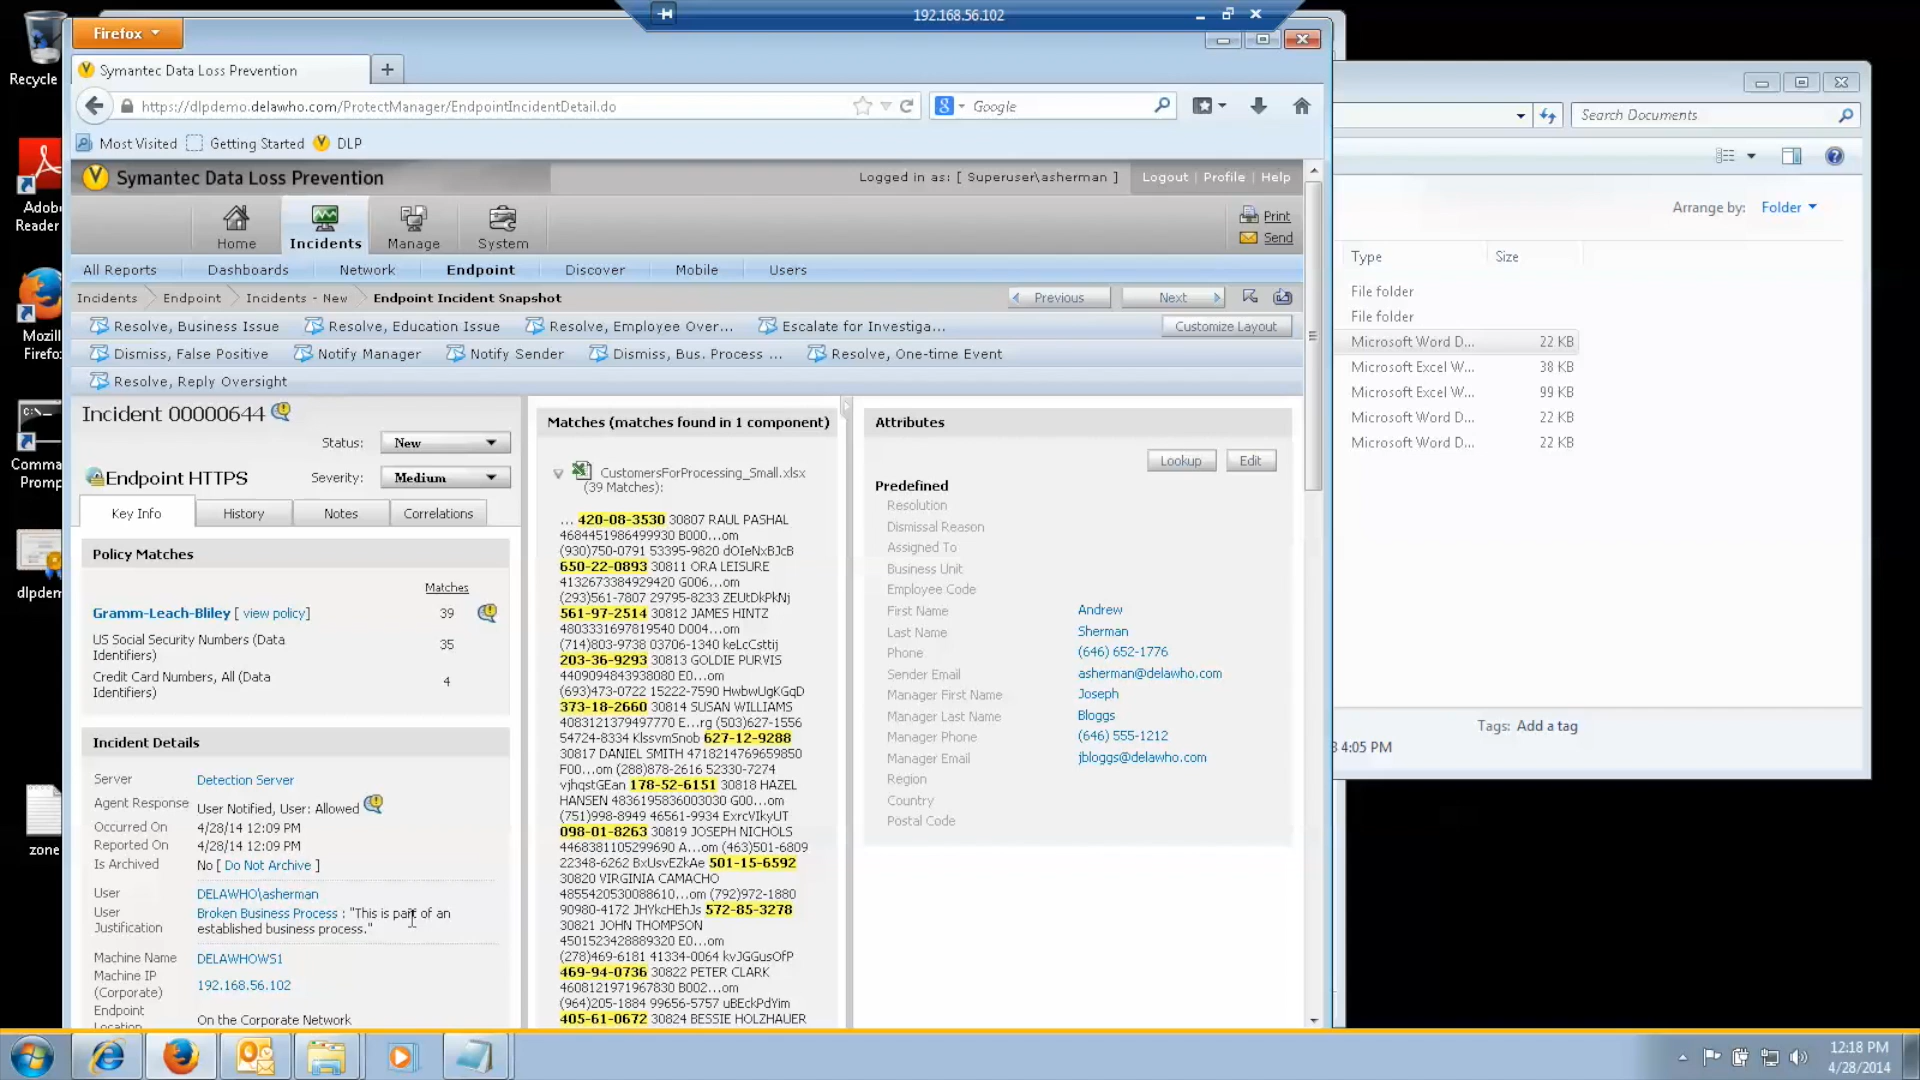 192.168.56.102
Recycle
Firefox
Symantec Data Loss Prevention
https://dlpdemo.delawho.com/ProtectManager/EndpointIncidentDetail.do
Google
Most Visited
Getting Started
DLP
Symantec Data Loss Prevention
Logged in as: [ Superuser\asherman ]
Logout | Profile | Help
Home
Incidents
Manage
System
Print
Send
All Reports
Dashboards
Network
Endpoint
Discover
Mobile
Users
Incidents
Endpoint
Incidents - New
Endpoint Incident Snapshot
Previous
Next
Resolve, Business Issue
Resolve, Education Issue
Resolve, Employee Over...
Escalate for Investiga...
Customize Layout
Dismiss, False Positive
Notify Manager
Notify Sender
Dismiss, Bus. Process ...
Resolve, One-time Event
Resolve, Reply Oversight
Incident 00000644
Status: New
Endpoint HTTPS
Severity: Medium
Key Info
History
Notes
Correlations
Policy Matches
Matches
Gramm-Leach-Bliley [ view policy] 39
US Social Security Numbers (Data
Identifiers) 35
Credit Card Numbers, All (Data
Identifiers) 4
Incident Details
Server Detection Server
Agent Response User Notified, User: Allowed
Occurred On 4/28/14 12:09 PM
Reported On 4/28/14 12:09 PM
Is Archived No [ Do Not Archive ]
User DELAWHO\asherman
User
Justification
Broken Business Process : "This is part of an
established business process."
Machine Name DELAWHOWS1
Machine IP
(Corporate) 192.168.56.102
Endpoint
Location On the Corporate Network
Matches (matches found in 1 component)
CustomersForProcessing_Small.xlsx
(39 Matches):
... 420-08-3530 30807 RAUL PASHAL
4684451986499930 B000...om
(930)750-0791 53395-9820 dOIeNxBJcB
650-22-0893 30811 ORA LEISURE
4132673384929420 G006...om
(293)561-7807 29795-8233 ZEUtDkPkNj
561-97-2514 30812 JAMES HINTZ
4803331697819540 D004...om
(714)803-9738 03706-1340 keLcCsttij
203-36-9293 30813 GOLDIE PURVIS
4409094843938080 E0...om
(693)473-0722 15222-7590 HwbwUgKGqD
373-18-2660 30814 SUSAN WILLIAMS
4083121379497770 E...rg (503)627-1556
54724-8334 KlssvmSnob 627-12-9288
30817 DANIEL SMITH 4718214769659850
F00...om (288)878-2616 52330-7274
vjhqstGEan 178-52-6151 30818 HAZEL
HANSEN 4836195836003030 G00...om
(751)998-8949 46561-9934 ExrcVIkyUT
098-01-8263 30819 JOSEPH NICHOLS
4468381105299690 A...om (463)501-6809
22348-6262 BxUsvEZkAe 501-15-6592
30820 VIRGINIA CAMACHO
4855420530088610...om (792)972-1880
90980-4172 JHYkcHEhJs 572-85-3278
30821 JOHN THOMPSON
4501523428889320 E0...om
(278)469-6181 41334-0064 kvJGGusOfP
469-94-0736 30822 PETER CLARK
4608121971967830 B002...om
(964)205-1884 99656-5757 uBEckPdYim
405-61-0672 30824 BESSIE HOLZHAUER
Attributes
Lookup
Edit
Predefined
Resolution
Dismissal Reason
Assigned To
Business Unit
Employee Code
First Name Andrew
Last Name Sherman
Phone (646) 652-1776
Sender Email asherman@delawho.com
Manager First Name Joseph
Manager Last Name Bloggs
Manager Phone (646) 555-1212
Manager Email jbloggs@delawho.com
Region
Country
Postal Code
Search Documents
Arrange by: Folder
Type Size
File folder
File folder
Microsoft Word D... 22 KB
Microsoft Excel W... 38 KB
Microsoft Excel W... 99 KB
Microsoft Word D... 22 KB
Microsoft Word D... 22 KB
Tags: Add a tag
4:05 PM
Adob
Reader
Mozil
Firefo
C:\
Comma
Promp
dlpdem
zone
12:18 PM
4/28/2014